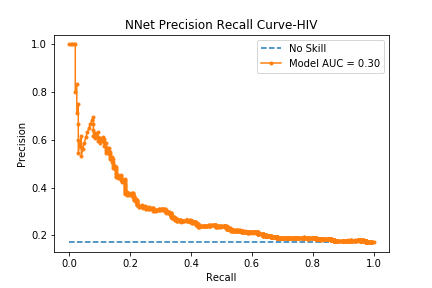 NNet Precision Recall Curve-HIV
No Skill
Model AUC = 0.30
1.0
0.8
0.6
0.4
0.2
Precision
0.0 0.2 0.4 0.6 0.8 1.0
Recall